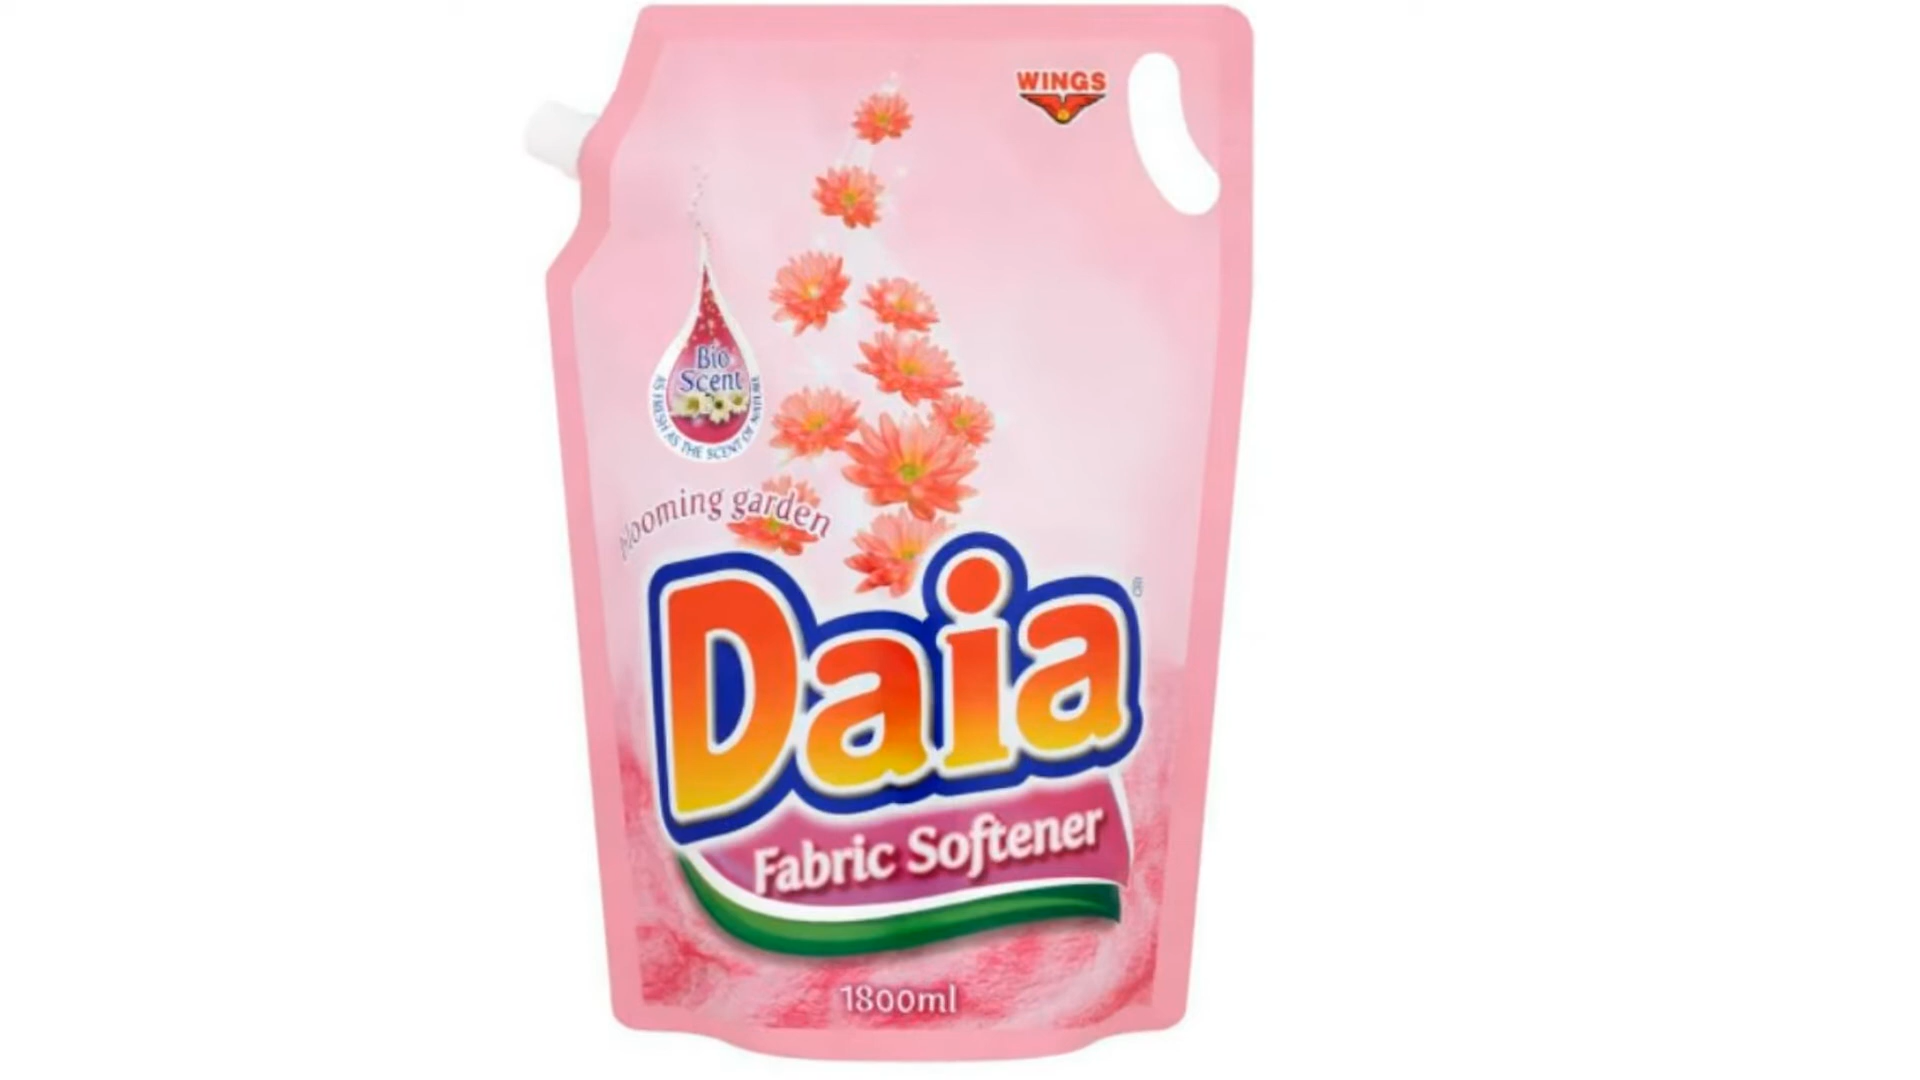 WINGS
Bio
Scent
AS FRESH AS THE SCENT OF NATURE
blooming garden
Daia®
Fabric Softener
1800ml